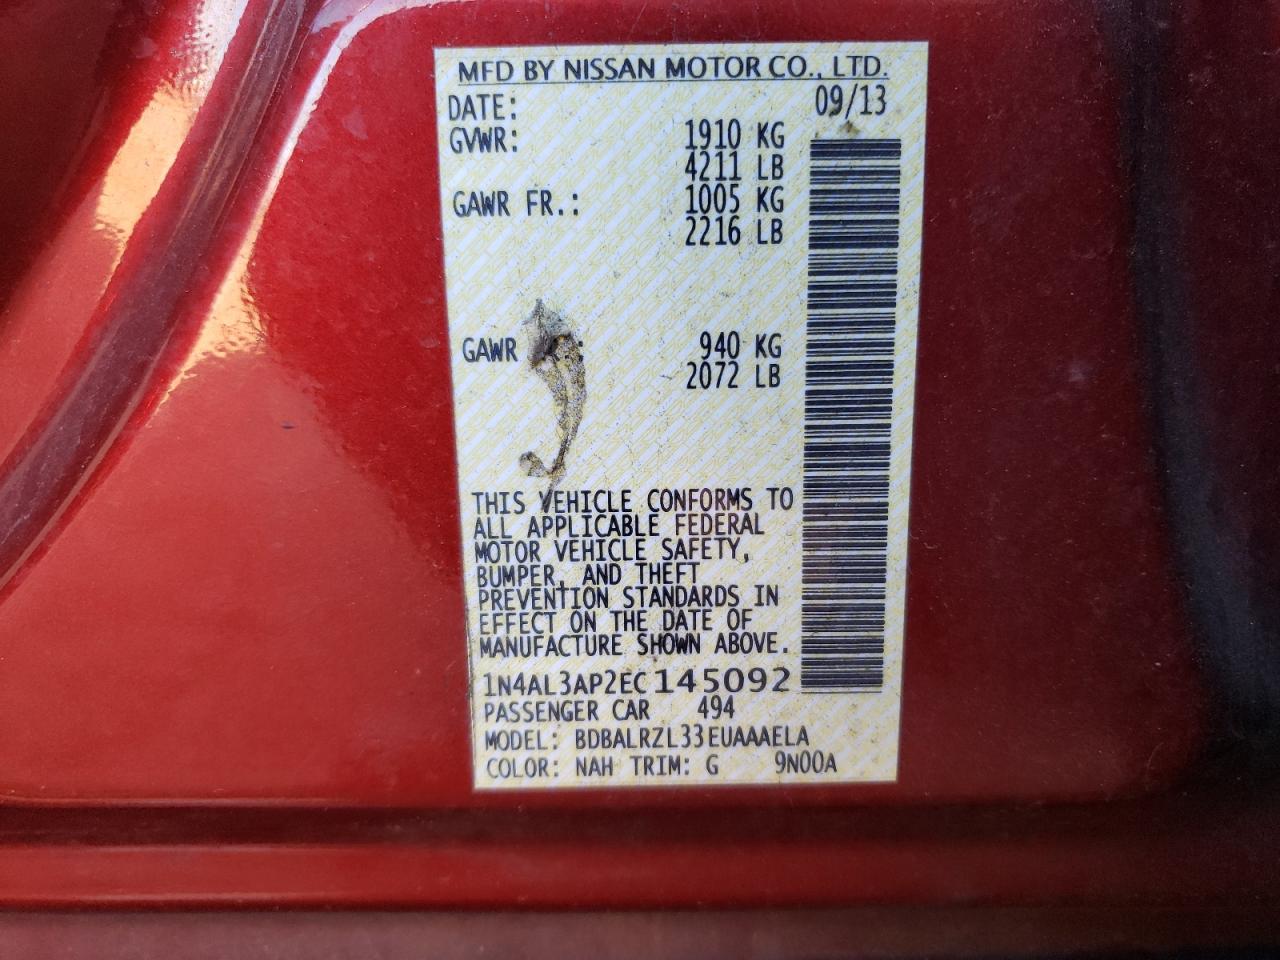 MFD BY NISSAN MOTOR CO., LTD.
DATE: 09/13
GVWR: 1910 KG
4211 LB
GAWR FR.: 1005 KG
2216 LB
GAWR 940 KG
2072 LB
THIS VEHICLE CONFORMS TO
ALL APPLICABLE FEDERAL
MOTOR VEHICLE SAFETY,
BUMPER, AND THEFT
PREVENTION STANDARDS IN
EFFECT ON THE DATE OF
MANUFACTURE SHOWN ABOVE.
1N4AL3AP2EC145092
PASSENGER CAR 494
MODEL: BDBALRZL33EUAAAELA
COLOR: NAH TRIM: G 9N00A